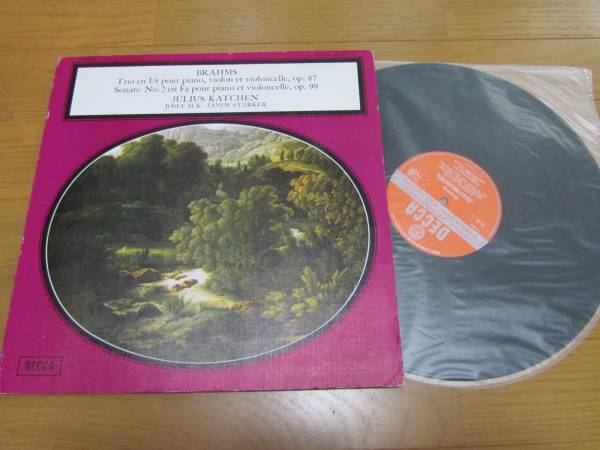 BRAHMS
Trio en Ut pour piano, violon et violoncelle, op. 87
Sonate No. 2 en Fa pour piano et violoncelle, op. 99
JULIUS KATCHEN
JOSEF SUK - JANOS STARKER
DECCA
DECCA